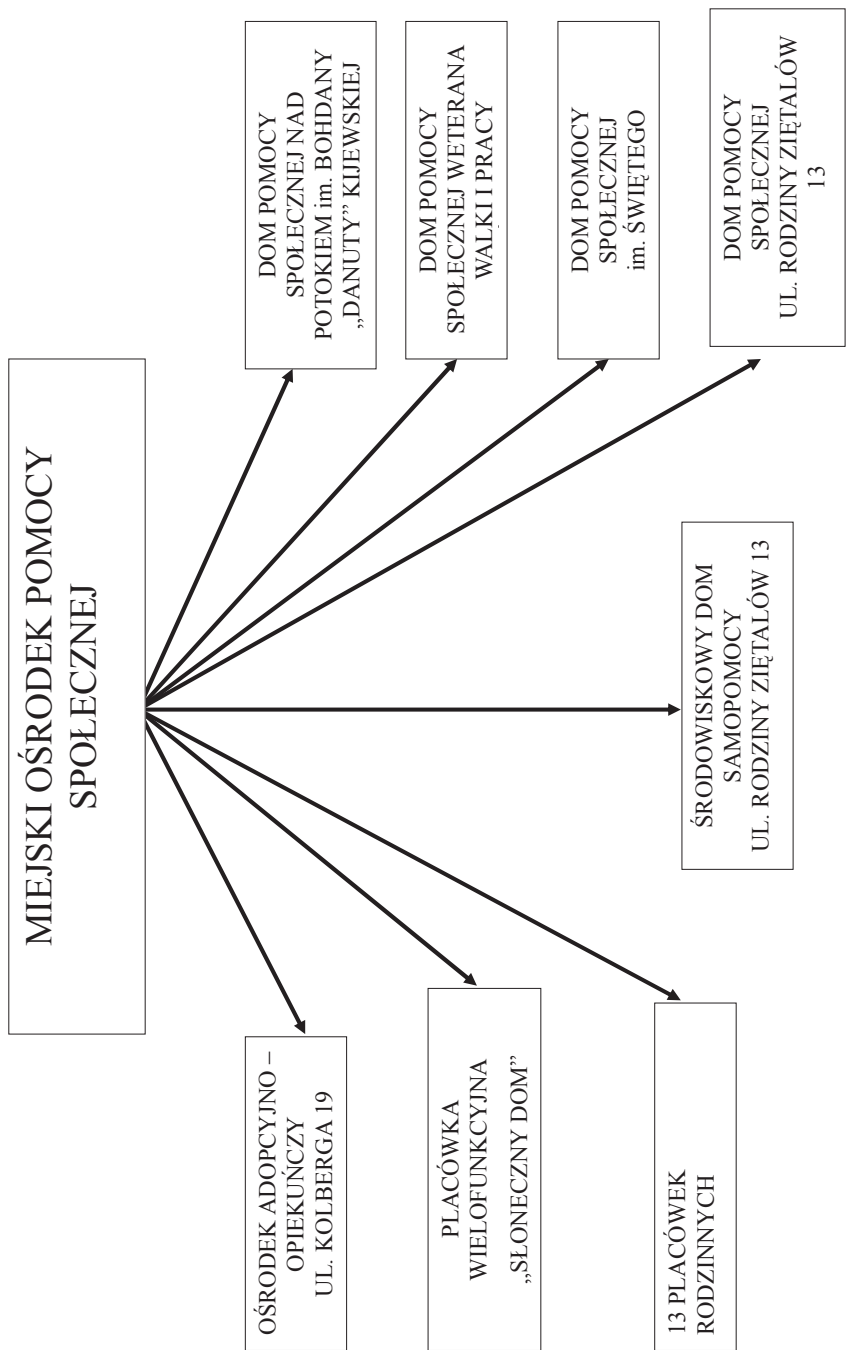 MIEJSKI OŚRODEK POMOCY
SPOŁECZNEJ
OŚRODEK ADOPCYJNO –
OPIEKUŃCZY
UL. KOLBERGA 19
PLACÓWKA
WIELOFUNKCYJNA
„SŁONECZNY DOM”
13 PLACÓWEK
RODZINNYCH
ŚRODOWISKOWY DOM
SAMOPOMOCY
UL. RODZINY ZIĘTALÓW 13
DOM POMOCY
SPOŁECZNEJ NAD
POTOKIEM im. BOHDANY
„DANUTY” KIJEWSKIEJ
DOM POMOCY
SPOŁECZNEJ WETERANA
WALKI I PRACY
DOM POMOCY
SPOŁECZNEJ
im. ŚWIĘTEGO
DOM POMOCY
SPOŁECZNEJ
UL. RODZINY ZIĘTALÓW
13